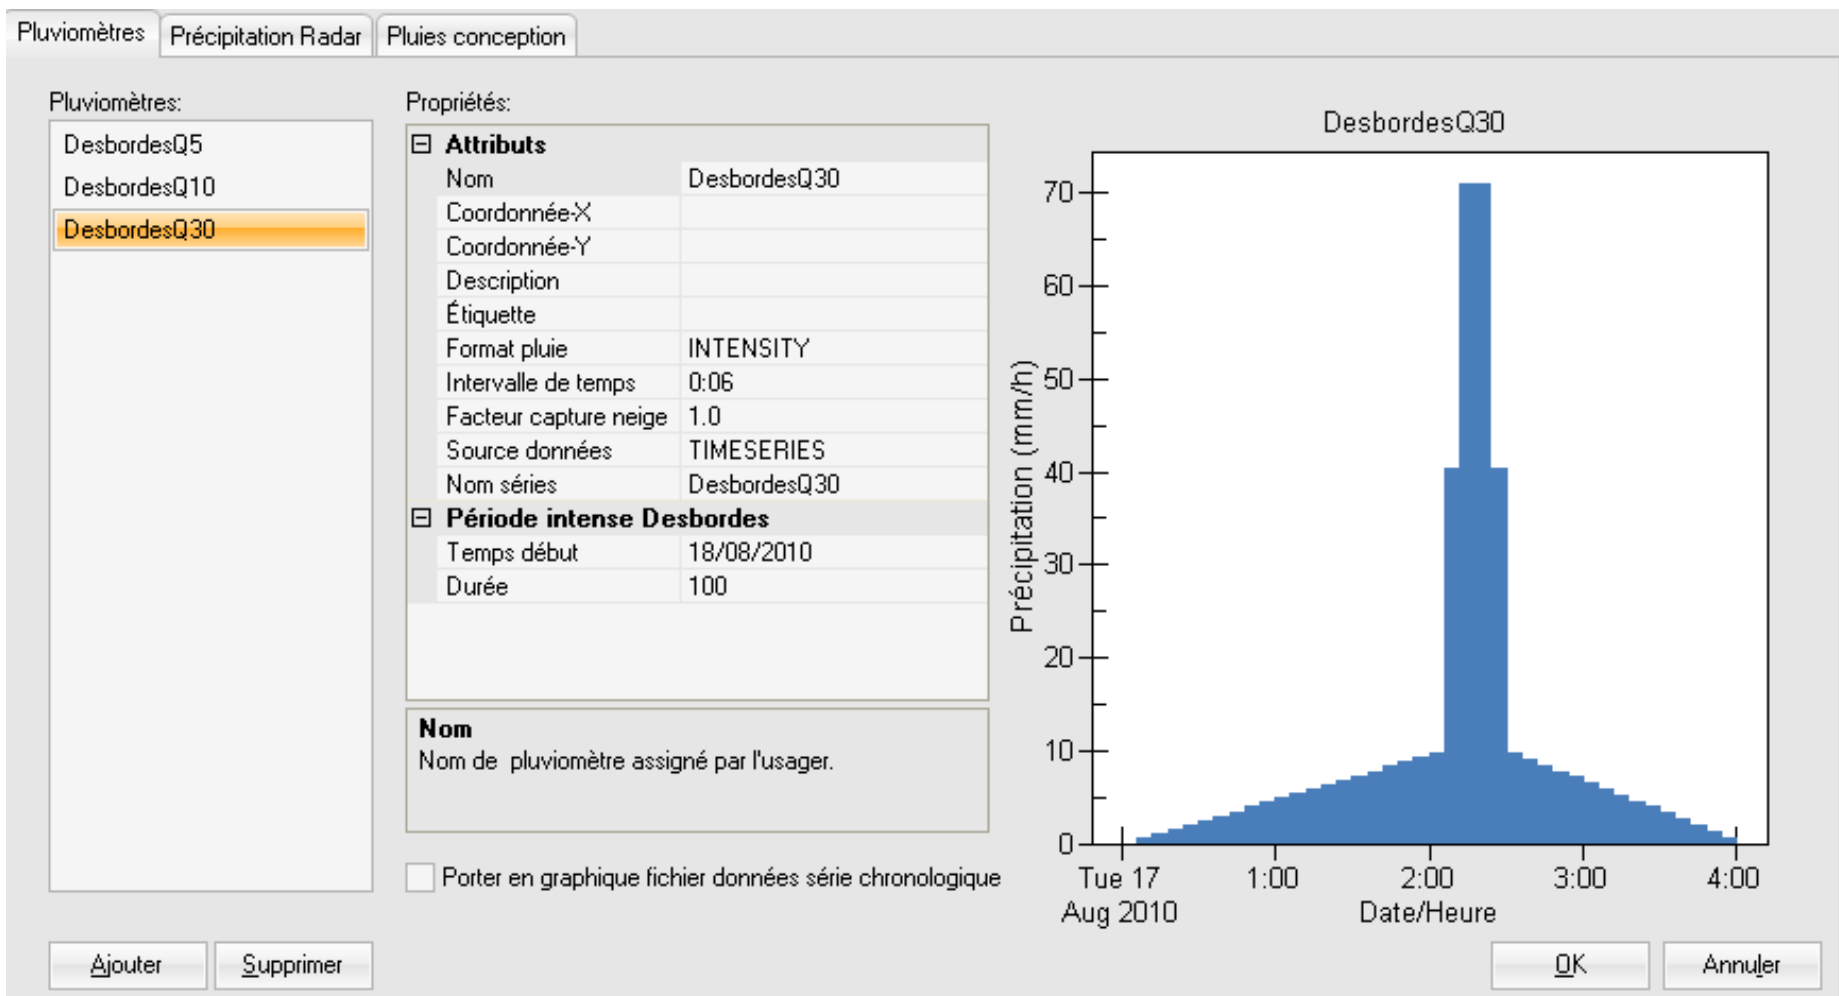 Pluviomètres Précipitation Radar Pluies conception
Pluviomètres:
DesbordesQ5
DesbordesQ10
DesbordesQ30
Propriétés:
Attributs
Nom DesbordesQ30
Coordonnée-X
Coordonnée-Y
Description
Étiquette
Format pluie INTENSITY
Intervalle de temps 0:06
Facteur capture neige 1.0
Source données TIMESERIES
Nom séries DesbordesQ30
Période intense Desbordes
Temps début 18/08/2010
Durée 100
Nom
Nom de pluviomètre assigné par l'usager.
Porter en graphique fichier données série chronologique
DesbordesQ30
Précipitation (mm/h)
70
60
50
40
30
20
10
0
Tue 17 1:00 2:00 3:00 4:00
Aug 2010 Date/Heure
Ajouter Supprimer OK Annuler